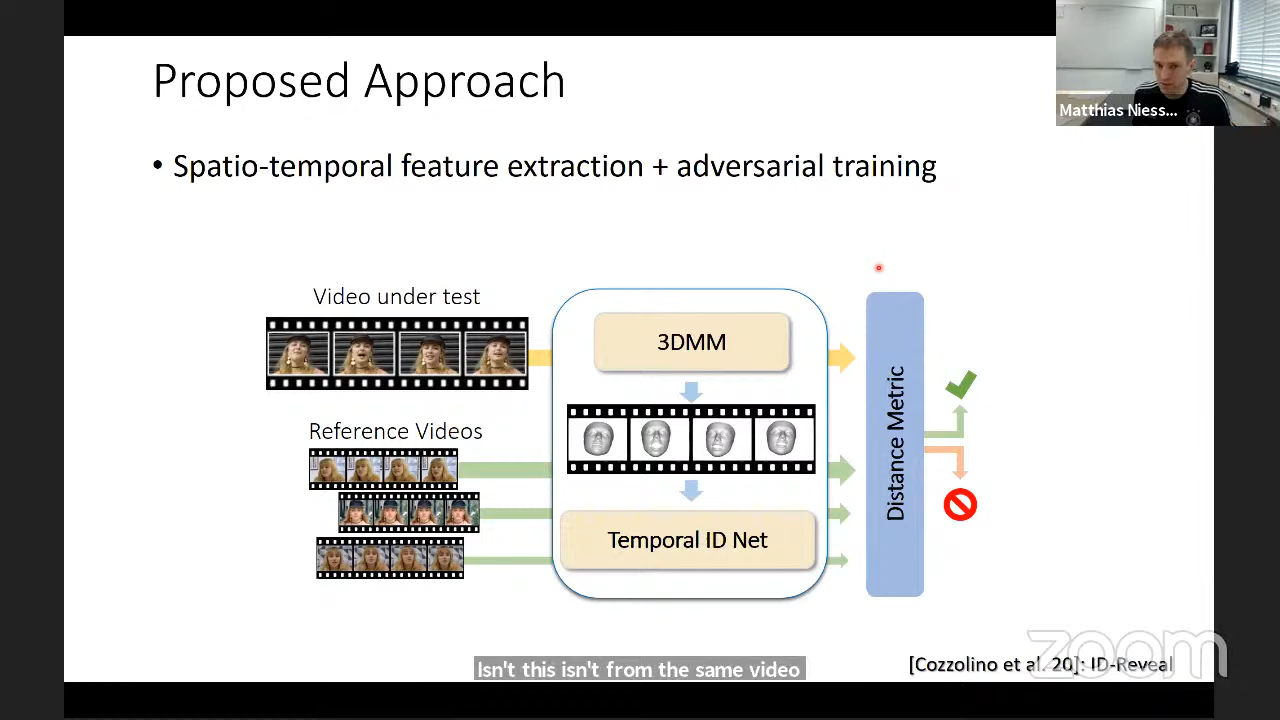 Proposed Approach
Matthias Niess...
• Spatio-temporal feature extraction + adversarial training
Video under test
3DMM
Reference Videos
Distance Metric
Temporal ID Net
Isn't this isn't from the same video
[Cozzolino et al. 20]: ID-Reveal
zoom